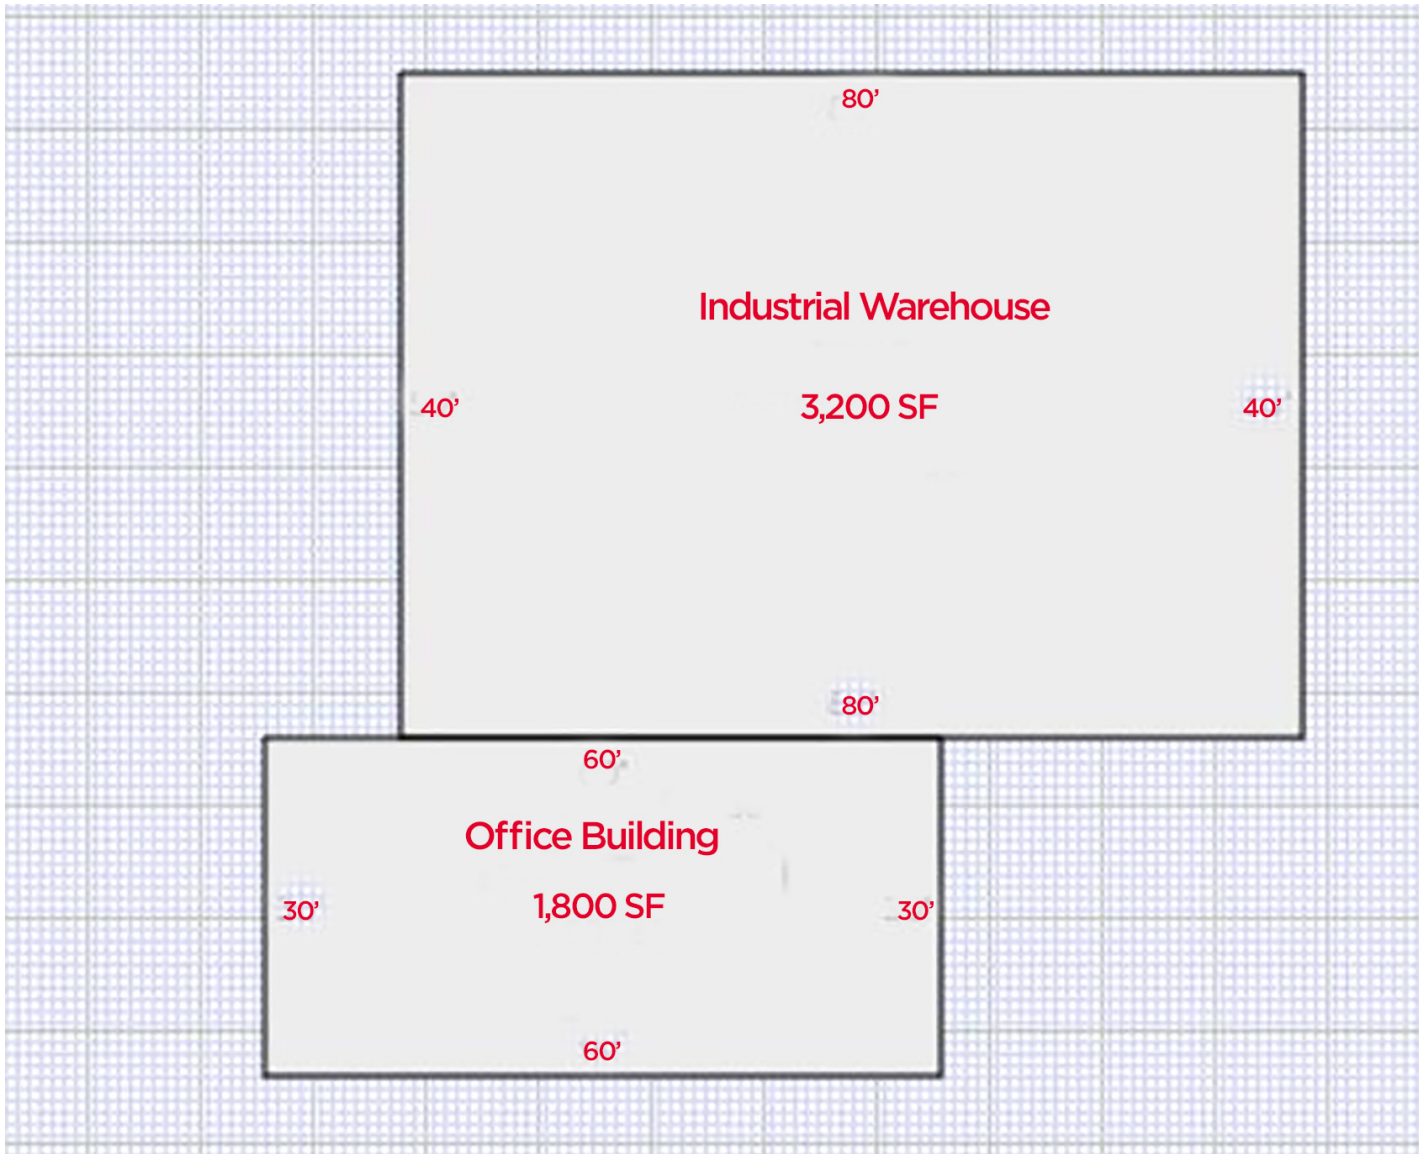 80’
Industrial Warehouse
40’
3,200 SF
40’
80’
60’
Office Building
30’
1,800 SF
30’
60’